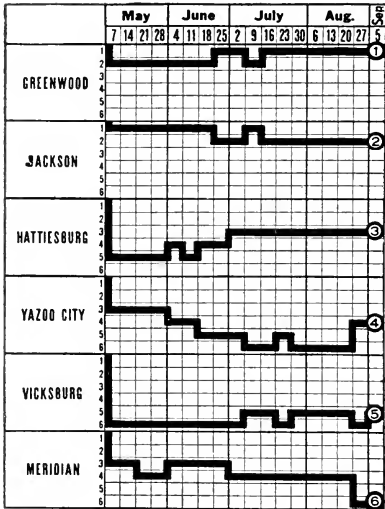 May June July Aug. Sep.
7 14 21 28 4 11 18 25 2 9 16 23 30 6 13 20 27 5
GREENWOOD 1 2 3 4 5 6 ①
JACKSON 1 2 3 4 5 6 ②
HATTIESBURG 1 2 3 4 5 6 ③
YAZOO CITY 1 2 3 4 5 6 ④
VICKSBURG 1 2 3 4 5 6 ⑤
MERIDIAN 1 2 3 4 5 6 ⑥